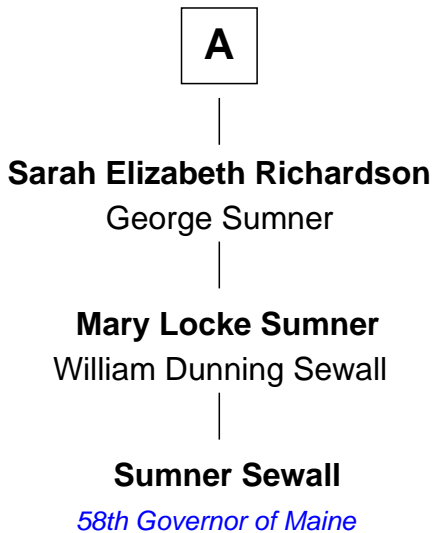 A
Sarah Elizabeth Richardson
George Sumner
Mary Locke Sumner
William Dunning Sewall
Sumner Sewall
58th Governor of Maine